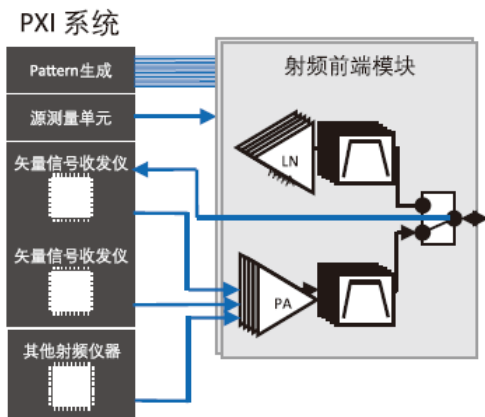 PXI 系统
Pattern生成
源测量单元
矢量信号收发仪
矢量信号收发仪
其他射频仪器
射频前端模块
LN
PA